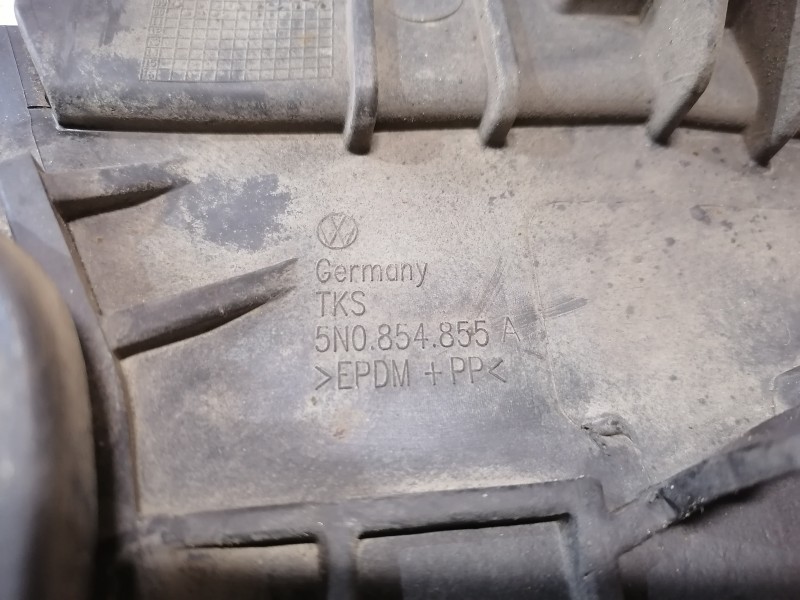 Germany
TKS
5N0.854.855 A
>EPDM + PP<